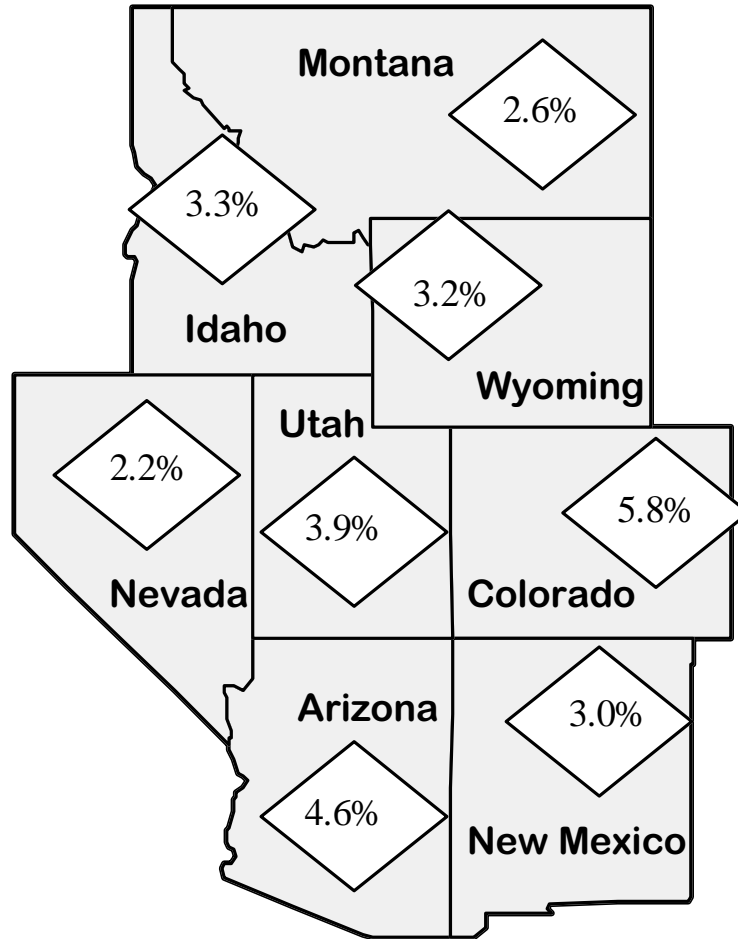 Montana
2.6%
3.3%
3.2%
Idaho
Wyoming
Utah
2.2%
3.9%
5.8%
Nevada
Colorado
Arizona
3.0%
4.6%
New Mexico